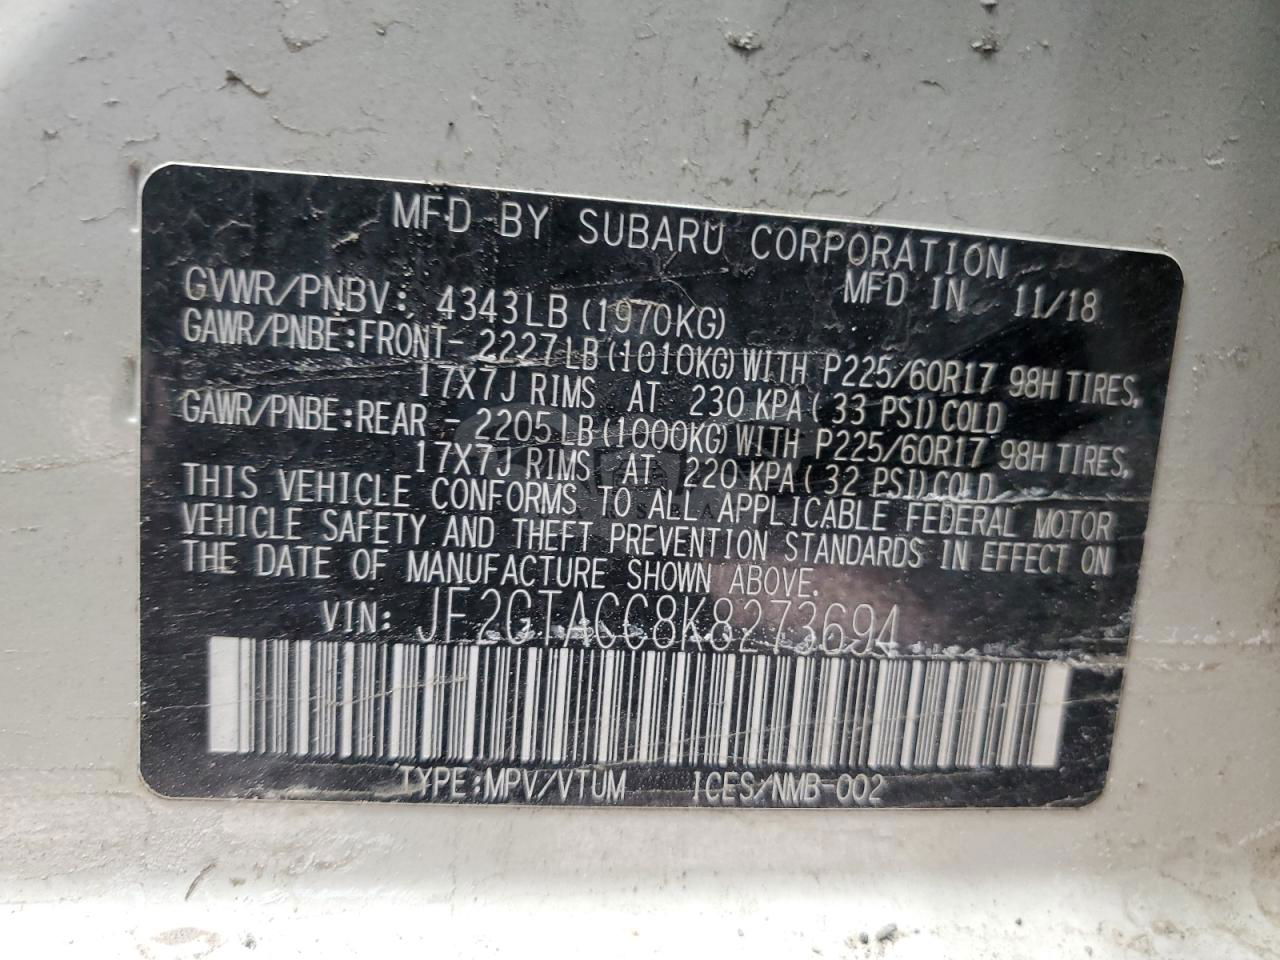 MFD BY SUBARU CORPORATION
MFD IN 11/18
GVWR/PNBV: 4343LB (1970KG)
GAWR/PNBE:FRONT- 2227LB (1010KG) WITH P225/60R17 98H TIRES,
17X7J RIMS AT 230 KPA ( 33 PSI) COLD
GAWR/PNBE:REAR - 2205LB (1000KG) WITH P225/60R17 98H TIRES,
17X7J RIMS AT 220 KPA ( 32 PSI) COLD
THIS VEHICLE CONFORMS TO ALL APPLICABLE FEDERAL MOTOR
VEHICLE SAFETY AND THEFT PREVENTION STANDARDS IN EFFECT ON
THE DATE OF MANUFACTURE SHOWN ABOVE.
VIN: JF2GTACC8K8273694
TYPE:MPV/VTUM ICES/NMB-002